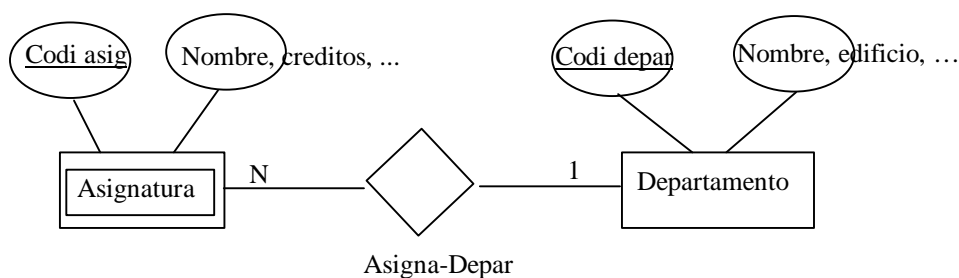 Codi asig
Nombre, creditos, ...
Codi depar
Nombre, edificio, …
Asignatura
N
1
Departamento
Asigna-Depar